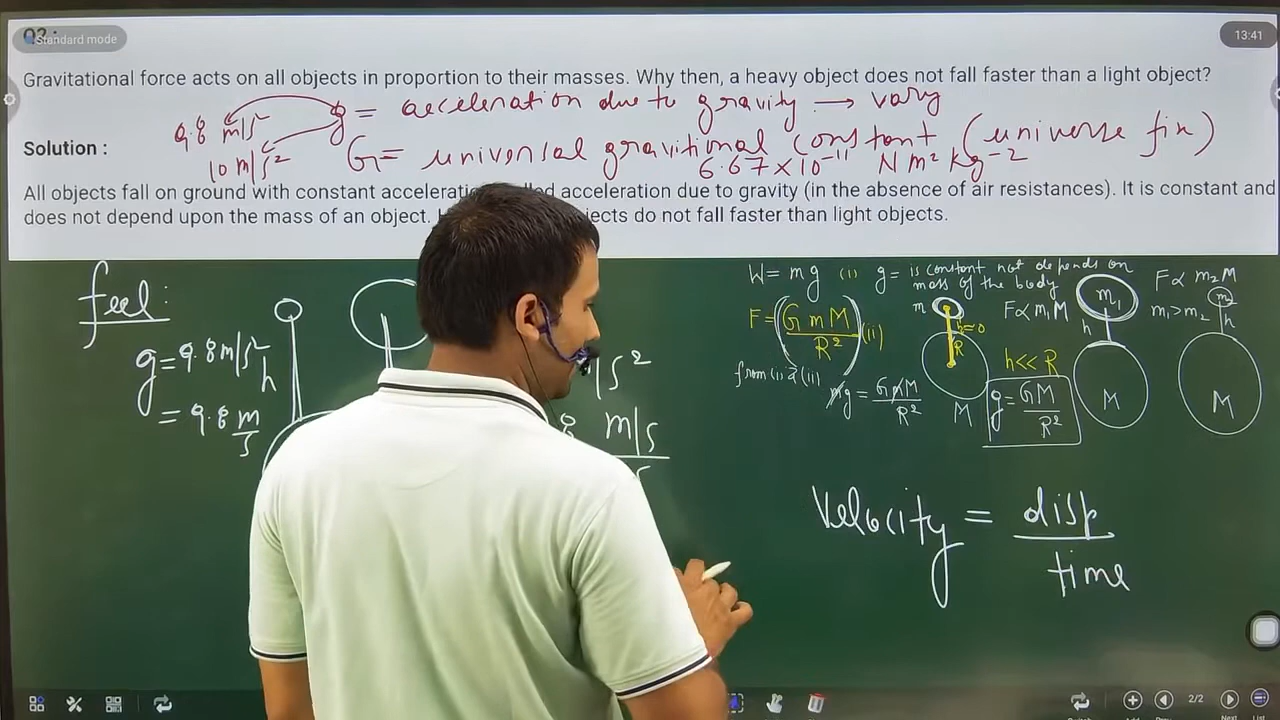 Q2:
Standard mode
13:41
Gravitational force acts on all objects in proportion to their masses. Why then, a heavy object does not fall faster than a light object?
g = acceleration due to gravity → vary
9.8 m/s²
10 m/s²
Solution :
G = universal gravitional constant (universe fix)
6.67 × 10⁻¹¹ N m² kg⁻²
All objects fall on ground with constant acceleration acceleration due to gravity (in the absence of air resistances). It is constant and
does not depend upon the mass of an object. objects do not fall faster than light objects.
feel:
g = 9.8 m/s²
h
= 9.8 m/s
/s²
8 m/s
W = mg (i) g = is constant not depends on
mass of the body
F = (G m M / R²) (ii)
from (i) & (ii)
mg = GmM / R²
m
h=0
R
M
F ∝ m₁M
h << R
g = GM / R²
m₁
h
M
F ∝ m₂M
m₁ > m₂
h
M
Velocity = disp / time
2/2